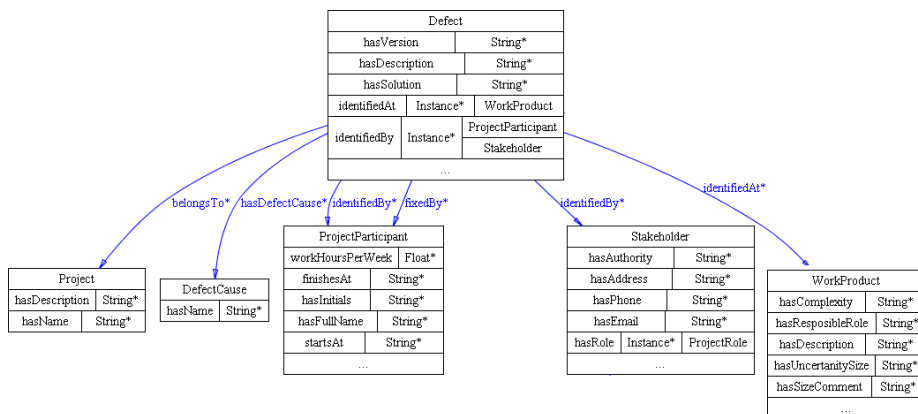 Defect
hasVersion String*
hasDescription String*
hasSolution String*
identifiedAt Instance* WorkProduct
identifiedBy Instance* ProjectParticipant
Stakeholder
...
belongsTo* hasDefectCause* identifiedBy* fixedBy* identifiedBy* identifiedAt*
Project
hasDescription String*
hasName String*
DefectCause
hasName String*
ProjectParticipant
workHoursPerWeek Float*
finishesAt String*
hasInitials String*
hasFullName String*
startsAt String*
...
Stakeholder
hasAuthority String*
hasAddress String*
hasPhone String*
hasEmail String*
hasRole Instance* ProjectRole
...
WorkProduct
hasComplexity String*
hasResposibleRole String*
hasDescription String*
hasUncertanitySize String*
hasSizeComment String*
...